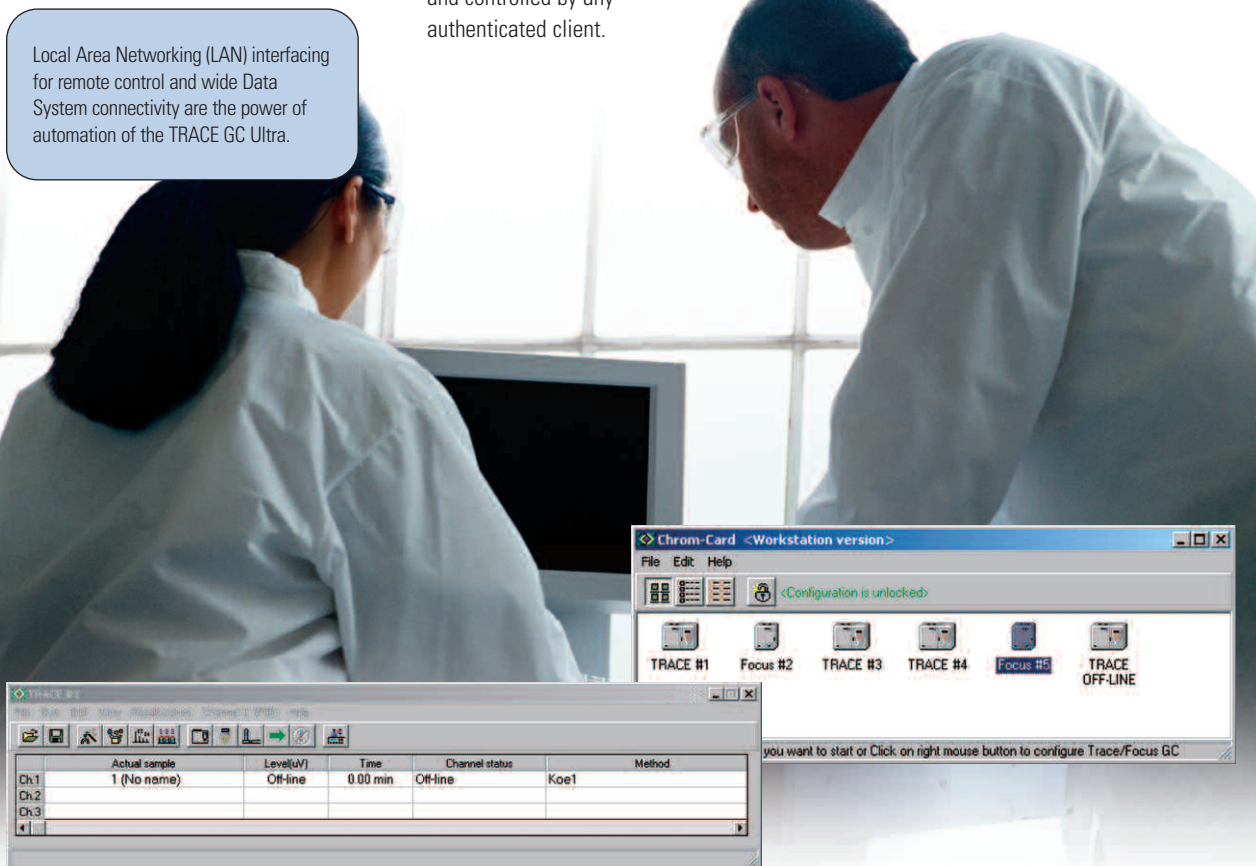 and controlled by any
authenticated client.
Local Area Networking (LAN) interfacing
for remote control and wide Data
System connectivity are the power of
automation of the TRACE GC Ultra.
Chrom-Card <Workstation version>
File Edit Help
<Configuration is unlocked>
TRACE #1 Focus #2 TRACE #3 TRACE #4 Focus #5 TRACE
OFF-LINE
you want to start or Click on right mouse button to configure Trace/Focus GC
TRACE #1
Actual sample Level(uV) Time Channel status Method
Ch.1 1 (No name) Off-line 0.00 min Off-line Koe1
Ch.2
Ch.3